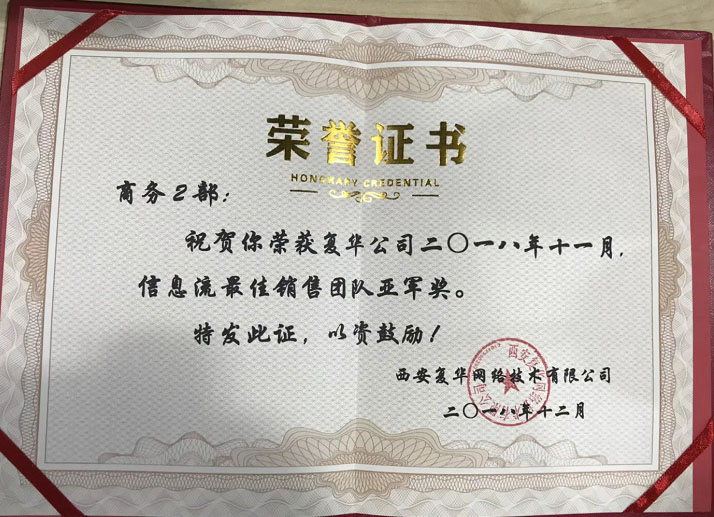 荣誉证书
HONORARY CREDENTIAL
商务2部：
祝贺你荣获复华公司二〇一八年十一月，
信息流最佳销售团队亚军奖。
特发此证，以资鼓励！
西安复华网络技术有限公司
二〇一八年十二月